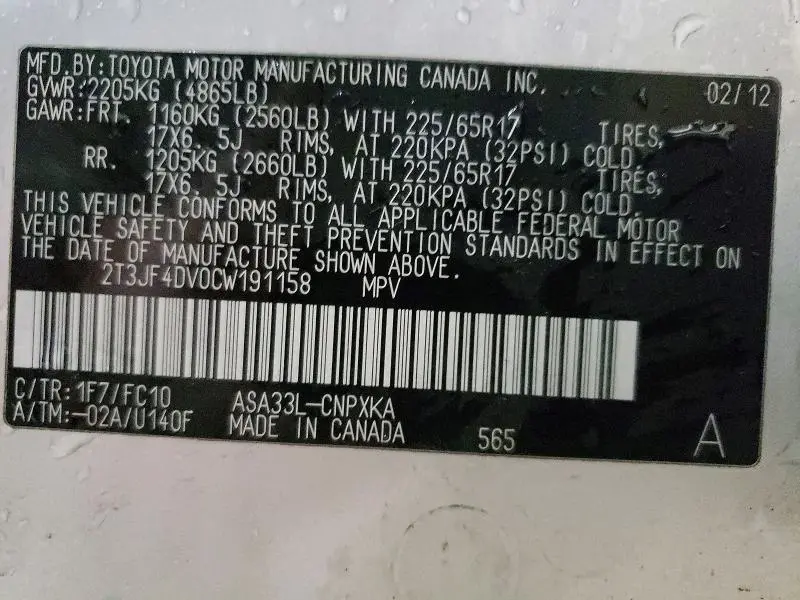 MFD.BY:TOYOTA MOTOR MANUFACTURING CANADA INC. 02/12
GVWR:2205KG (4865LB)
GAWR:FRT. 1160KG (2560LB) WITH 225/65R17 TIRES,
17X6. 5J RIMS, AT 220KPA (32PSI) COLD.
RR. 1205KG (2660LB) WITH 225/65R17 TIRES,
17X6. 5J RIMS, AT 220KPA (32PSI) COLD.
THIS VEHICLE CONFORMS TO ALL APPLICABLE FEDERAL MOTOR
VEHICLE SAFETY AND THEFT PREVENTION STANDARDS IN EFFECT ON
THE DATE OF MANUFACTURE SHOWN ABOVE.
2T3JF4DV0CW191158 MPV
C/TR:1F7/FC10 ASA33L-CNPXKA
A/TM:-02A/U140F MADE IN CANADA 565 A